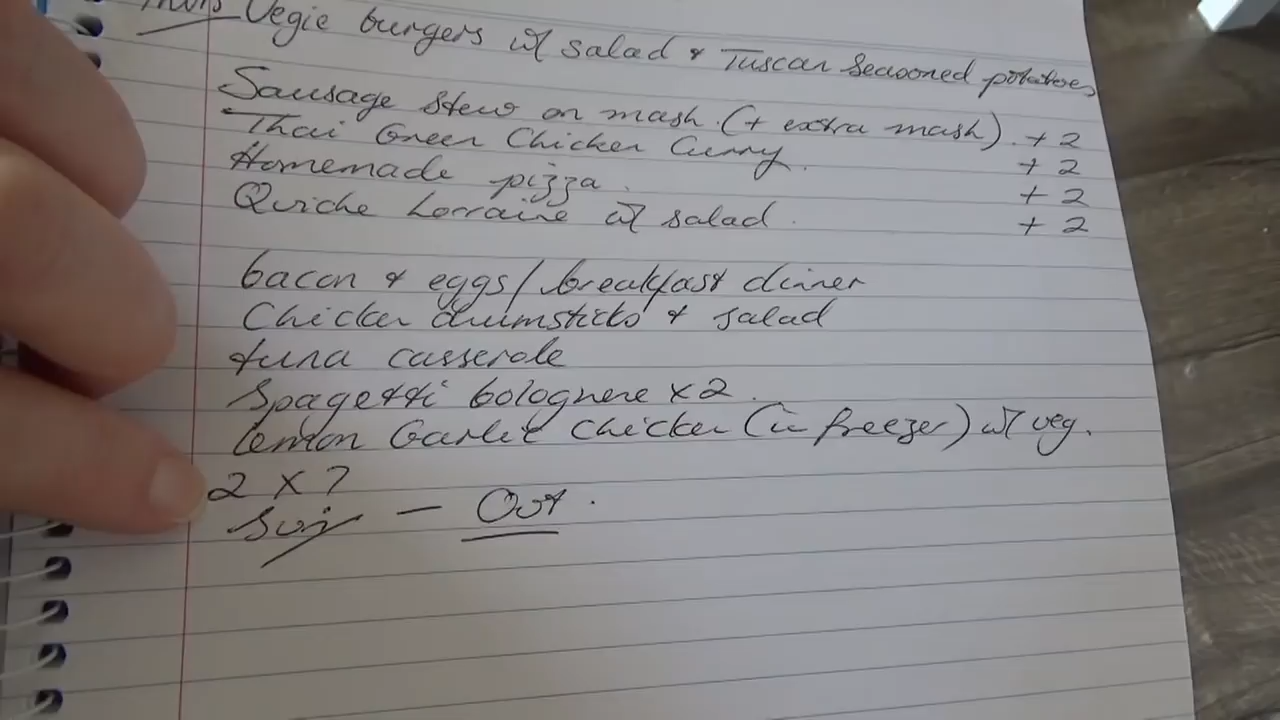 Thurs Vegie burgers w/ salad & Tuscan Seasoned potatoes
Sausage stew on mash. (+ extra mash). + 2
Thai Green Chicken Curry. + 2
Homemade pizza. + 2
Quiche Lorraine w/ salad. + 2
bacon & eggs/breakfast dinner
Chicken drumsticks & salad
tuna casserole
Spagetti bolognese x 2.
Lemon Garlic Chicken (in freezer) w/ veg.
2 x ?
— Out.